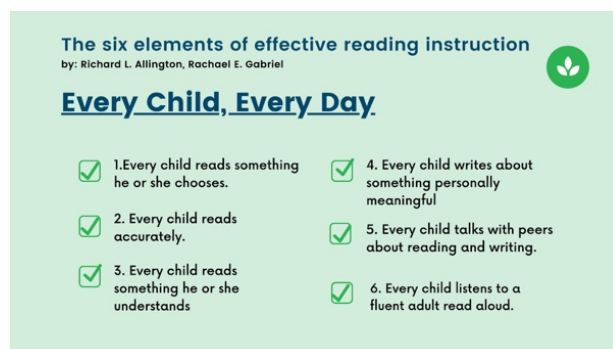 The six elements of effective reading instruction
by: Richard L. Allington, Rachael E. Gabriel
Every Child, Every Day
1.Every child reads something
he or she chooses.
2. Every child reads
accurately.
3. Every child reads
something he or she
understands
4. Every child writes about
something personally
meaningful
5. Every child talks with peers
about reading and writing.
6. Every child listens to a
fluent adult read aloud.